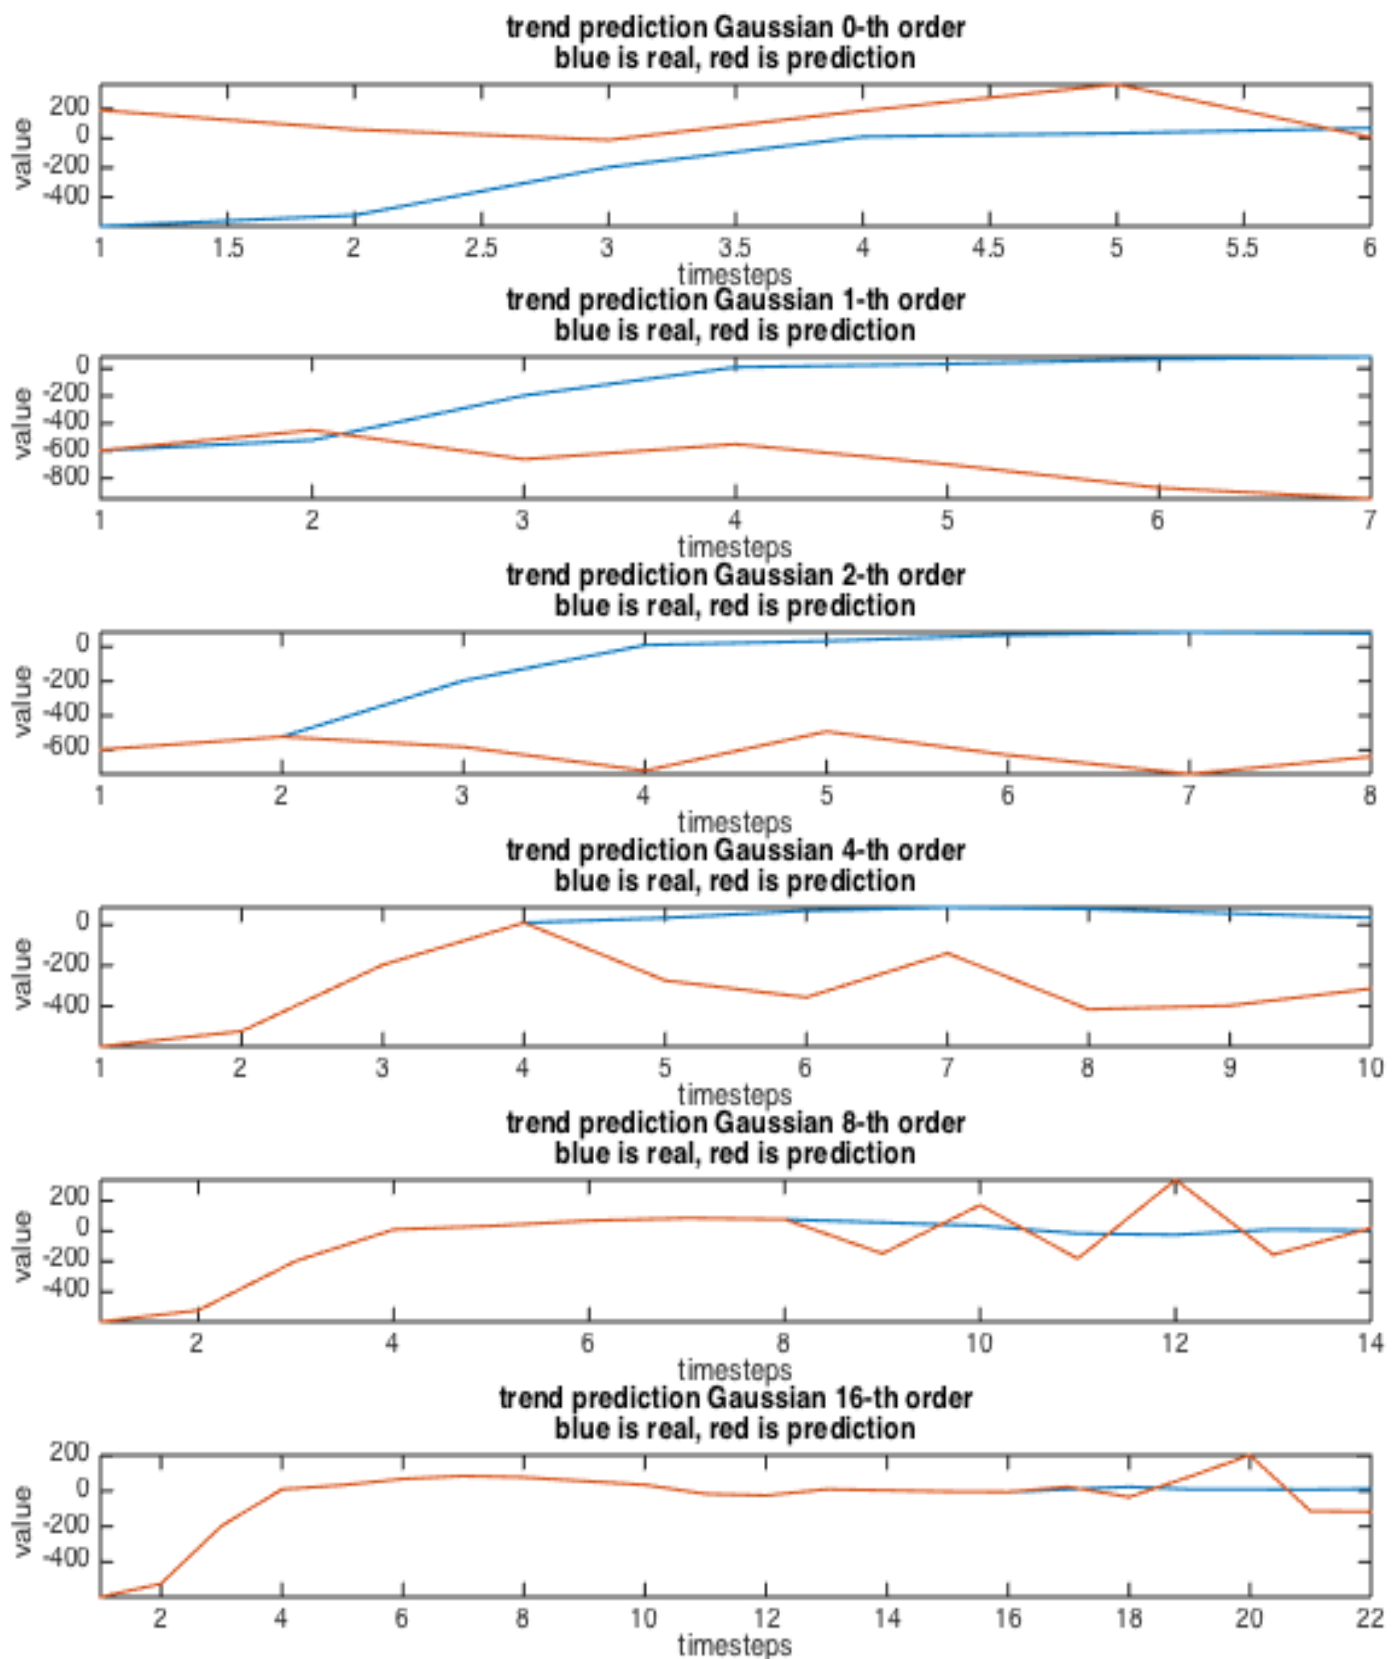 trend prediction Gaussian 0-th order
blue is real, red is prediction
200
0
-200
-400
value
1 1.5 2 2.5 3 3.5 4 4.5 5 5.5 6
timesteps
trend prediction Gaussian 1-th order
blue is real, red is prediction
0
-200
-400
-600
-800
value
1 2 3 4 5 6 7
timesteps
trend prediction Gaussian 2-th order
blue is real, red is prediction
0
-200
-400
-600
value
1 2 3 4 5 6 7 8
timesteps
trend prediction Gaussian 4-th order
blue is real, red is prediction
0
-200
-400
value
1 2 3 4 5 6 7 8 9 10
timesteps
trend prediction Gaussian 8-th order
blue is real, red is prediction
200
0
-200
-400
value
2 4 6 8 10 12 14
timesteps
trend prediction Gaussian 16-th order
blue is real, red is prediction
200
0
-200
-400
value
2 4 6 8 10 12 14 16 18 20 22
timesteps